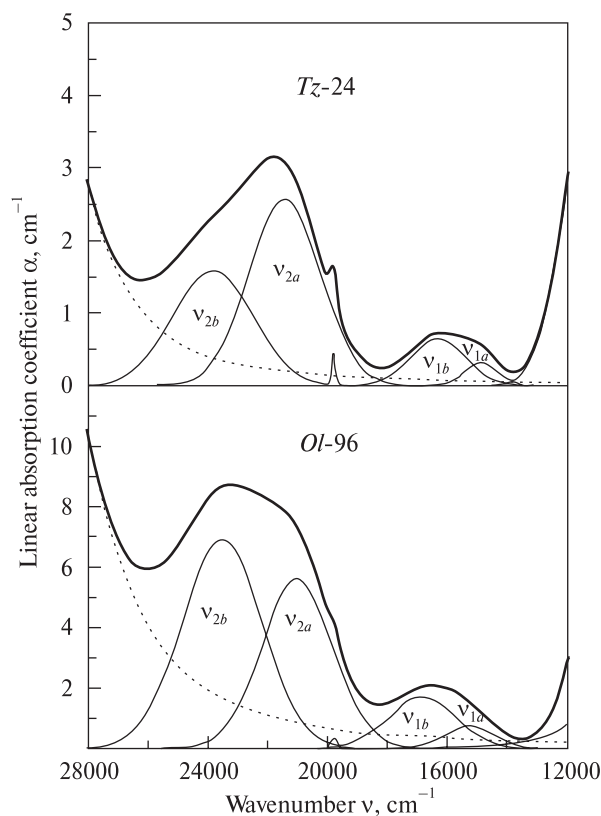 5
Tz-24
4
3
2
ν2a
ν2b
1
ν1b
ν1a
0
Linear absorption coefficient α, cm−1
Ol-96
10
8
6
ν2b
ν2a
4
2
ν1b
ν1a
28000 24000 20000 16000 12000
Wavenumber ν, cm−1